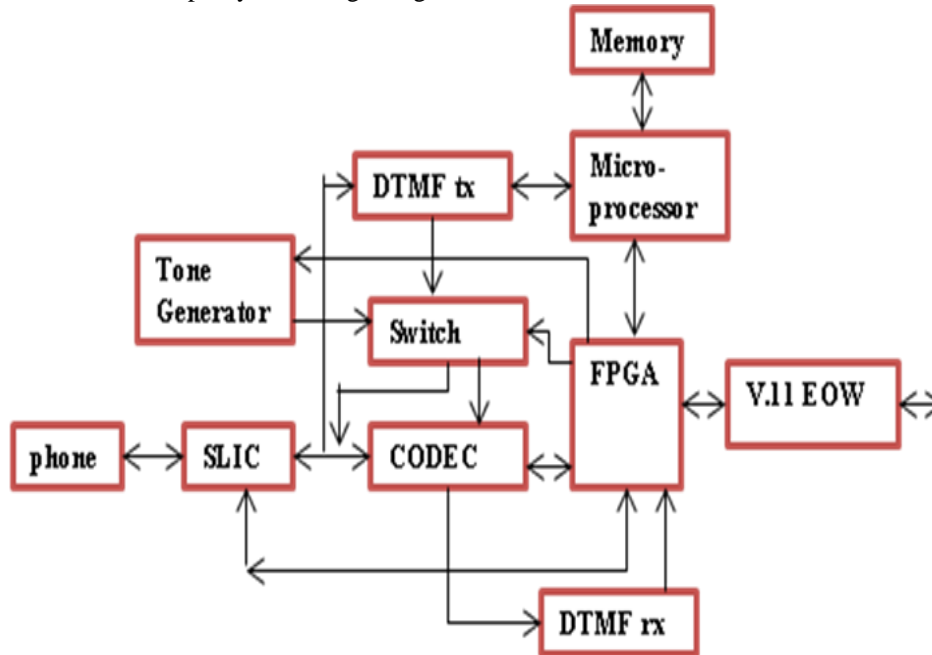 Memory
Micro-
processor
DTMF tx
Tone
Generator
Switch
FPGA
V.11 EOW
phone
SLIC
CODEC
DTMF rx